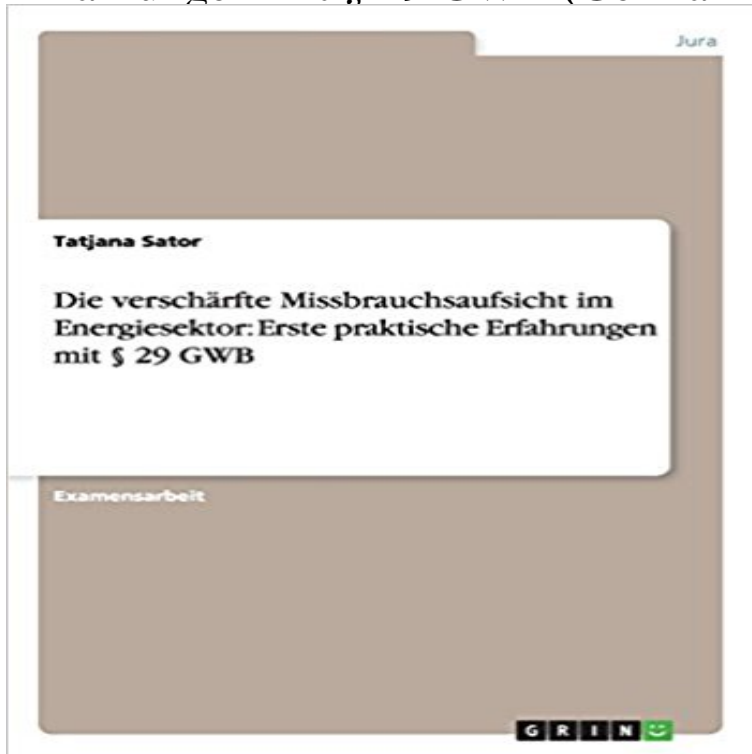 Jura
Tatjana Sator
Die verschärfte Missbrauchsaufsicht im
Energiesektor: Erste praktische Erfahrungen
mit § 29 GWB
Examensarbeit
GRIN